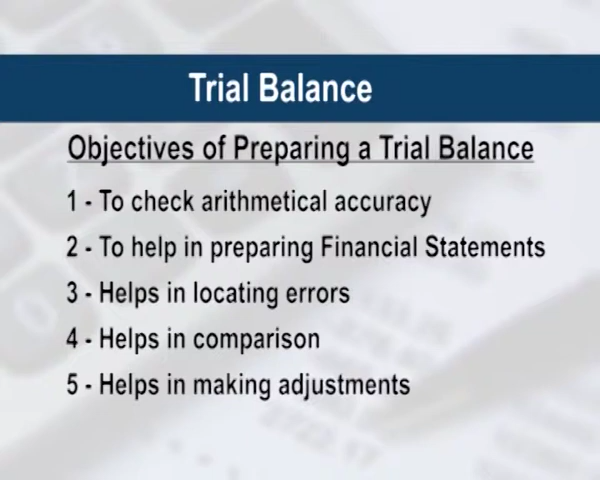 Trial Balance
Objectives of Preparing a Trial Balance
1 - To check arithmetical accuracy
2 - To help in preparing Financial Statements
3 - Helps in locating errors
4 - Helps in comparison
5 - Helps in making adjustments